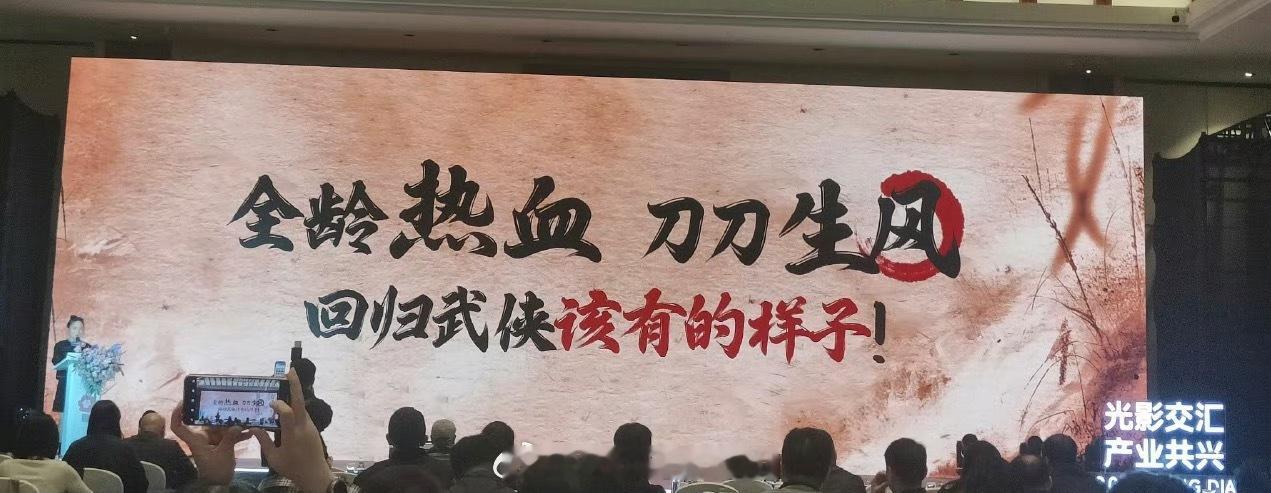 全龄热血 刀刀生风
回归武侠该有的样子!
光影交汇
产业共兴